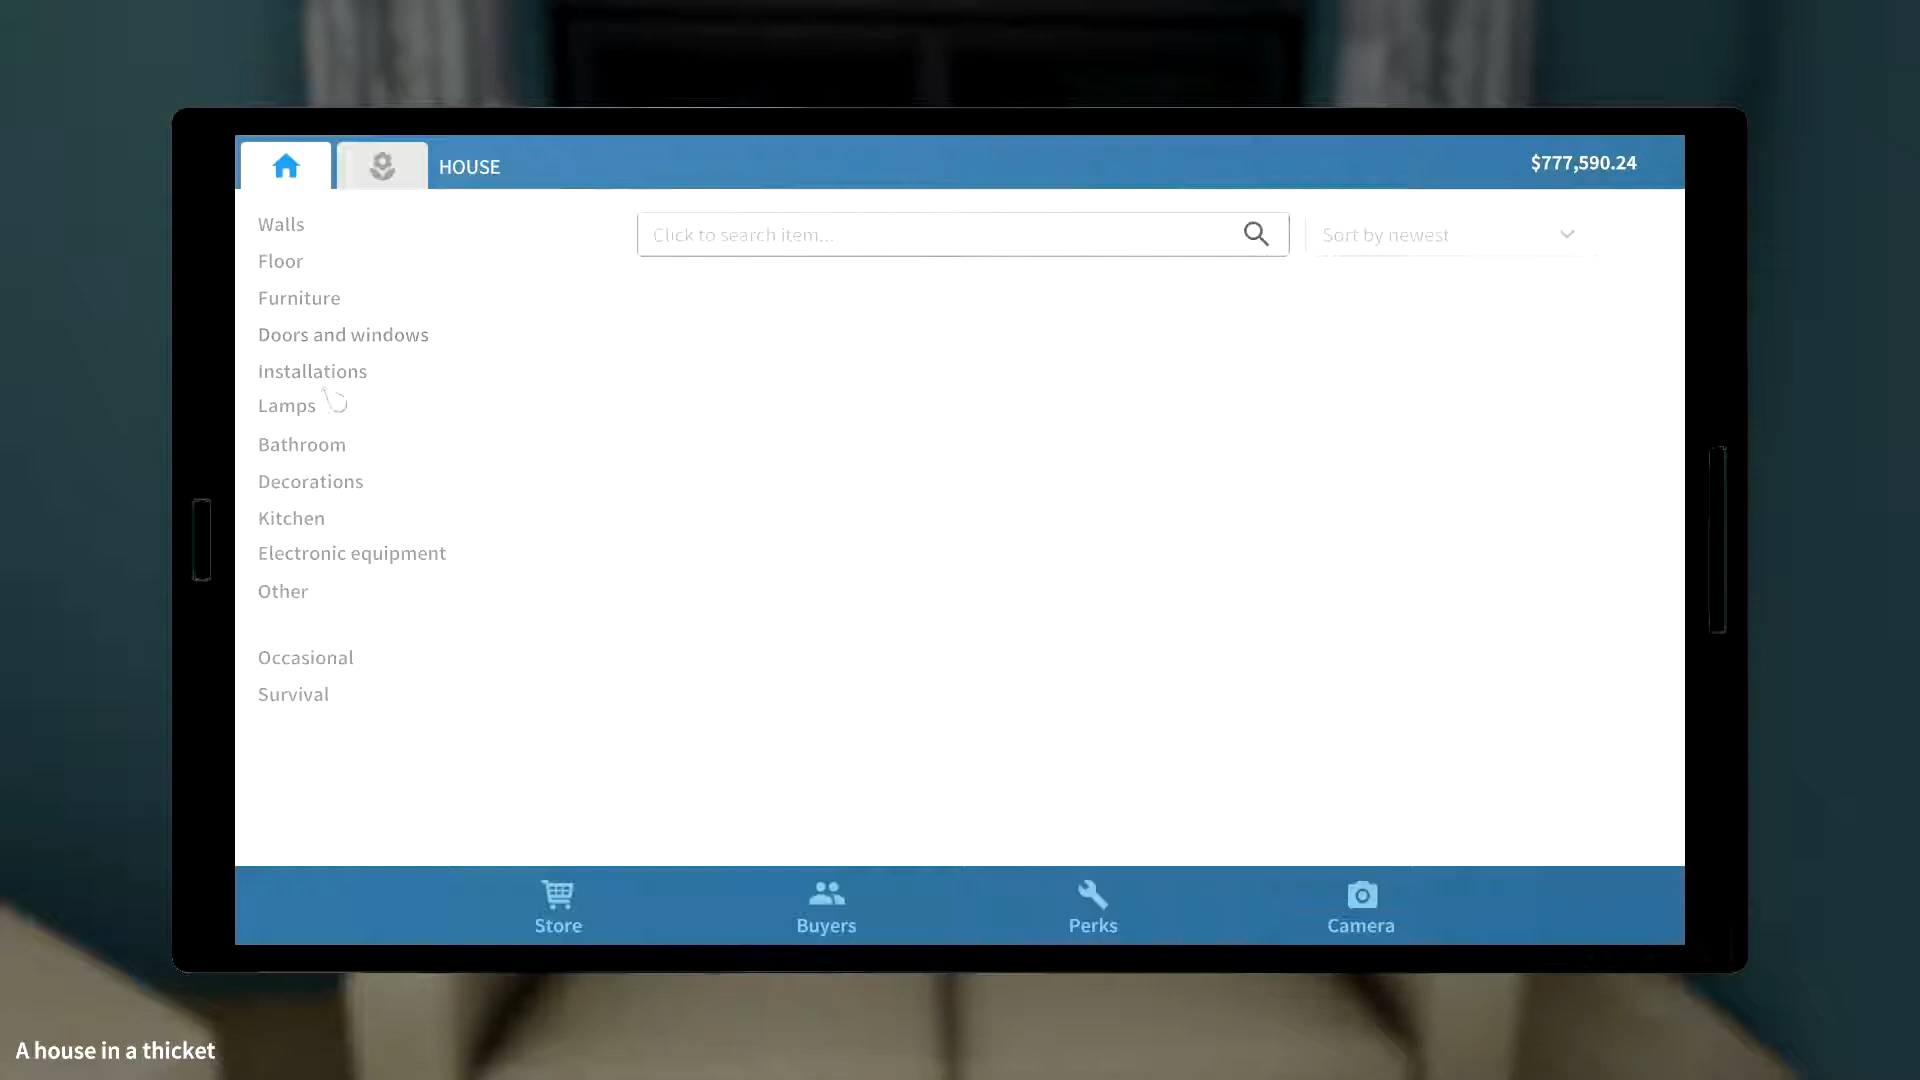 HOUSE
$777,590.24
Walls
Floor
Furniture
Doors and windows
Installations
Lamps
Bathroom
Decorations
Kitchen
Electronic equipment
Other
Occasional
Survival
Click to search item...
Sort by newest
Store
Buyers
Perks
Camera
A house in a thicket